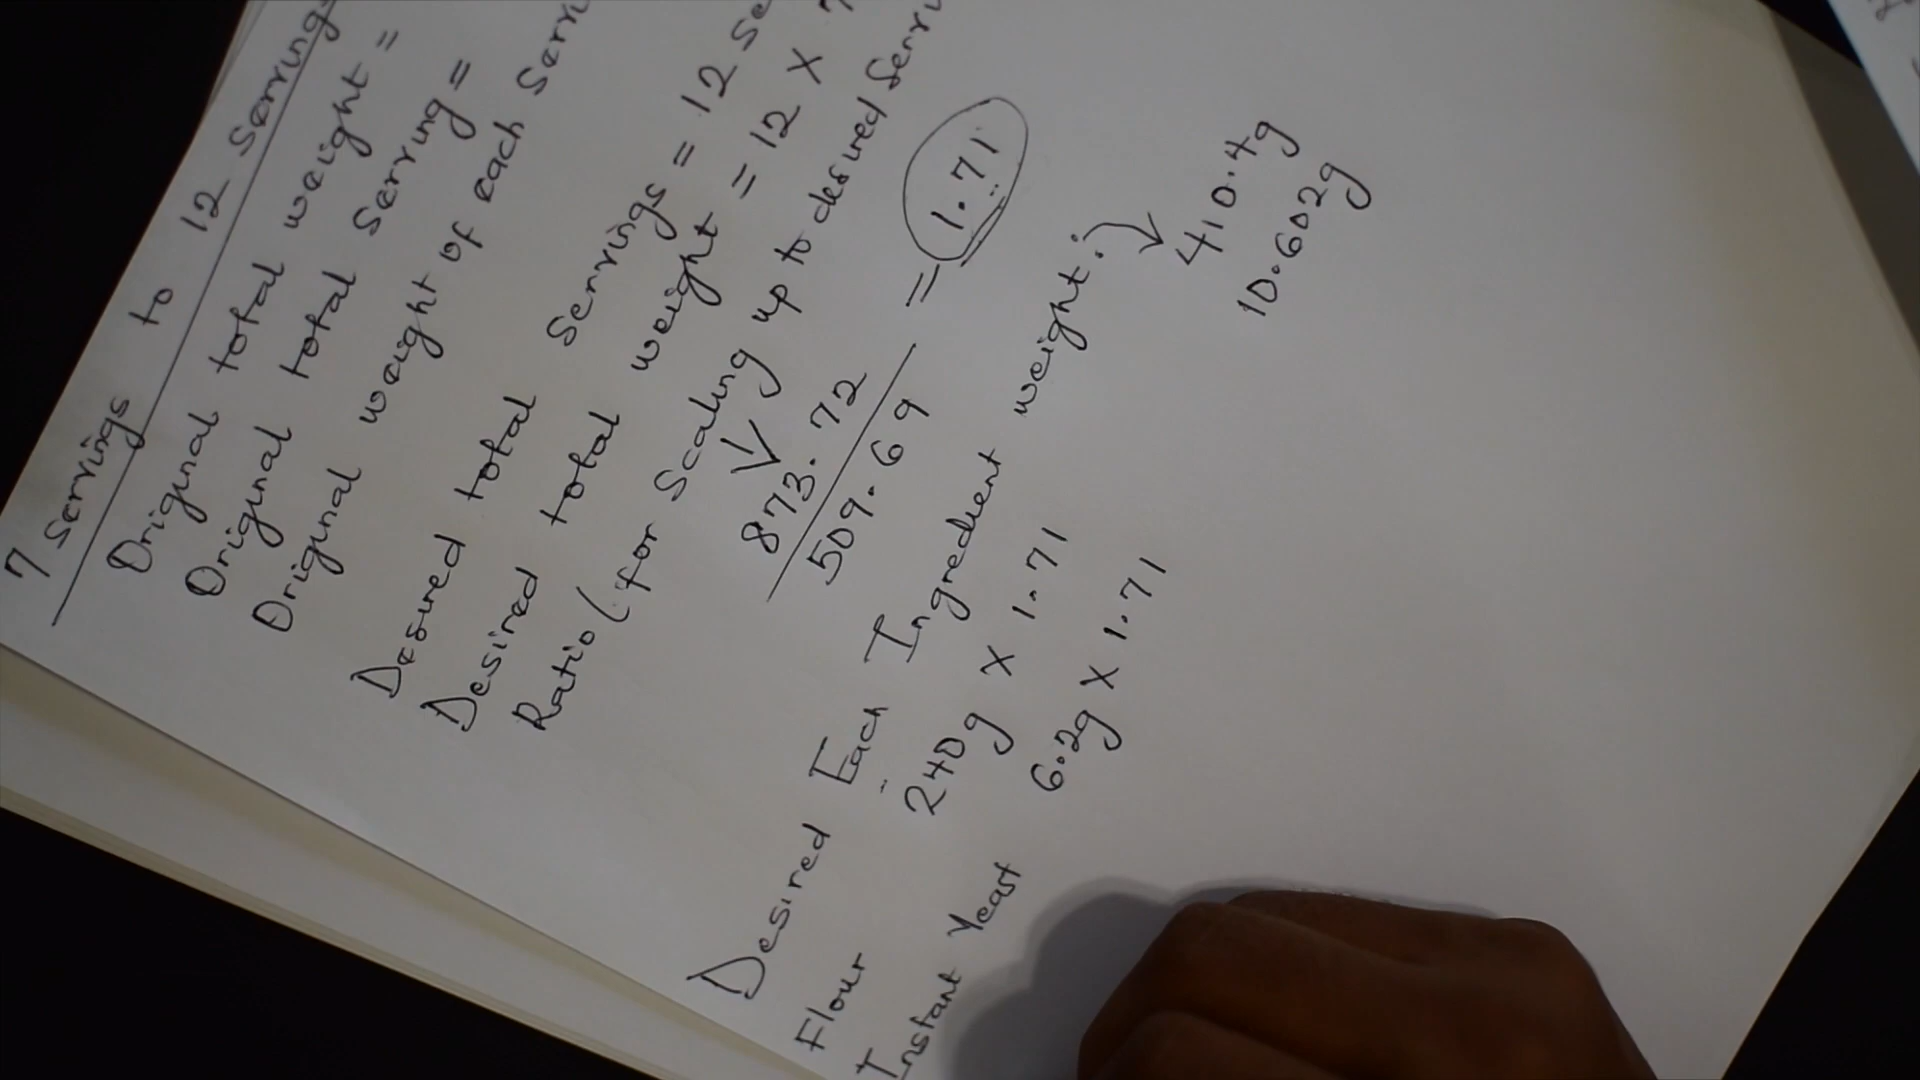 7 Servings to 12 Servings
Original total weight =
Original total Serving =
Original weight of each
Desired total Servings = 12
Desired total weight = 12 X
Ratio (for Scaling up to desired
873.72
509.69
= 1.71
Desired Each Ingredient weight:
Flour 240g X 1.71 410.4g
Instant Yeast 6.2g X 1.71 10.602g